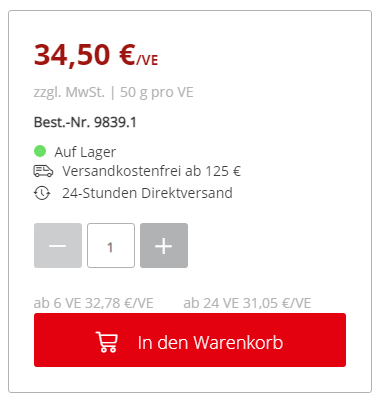 34,50 €/VE
zzgl. MwSt. | 50 g pro VE
Best.-Nr. 9839.1
Auf Lager
Versandkostenfrei ab 125 €
24-Stunden Direktversand
1
ab 6 VE 32,78 €/VE ab 24 VE 31,05 €/VE
In den Warenkorb